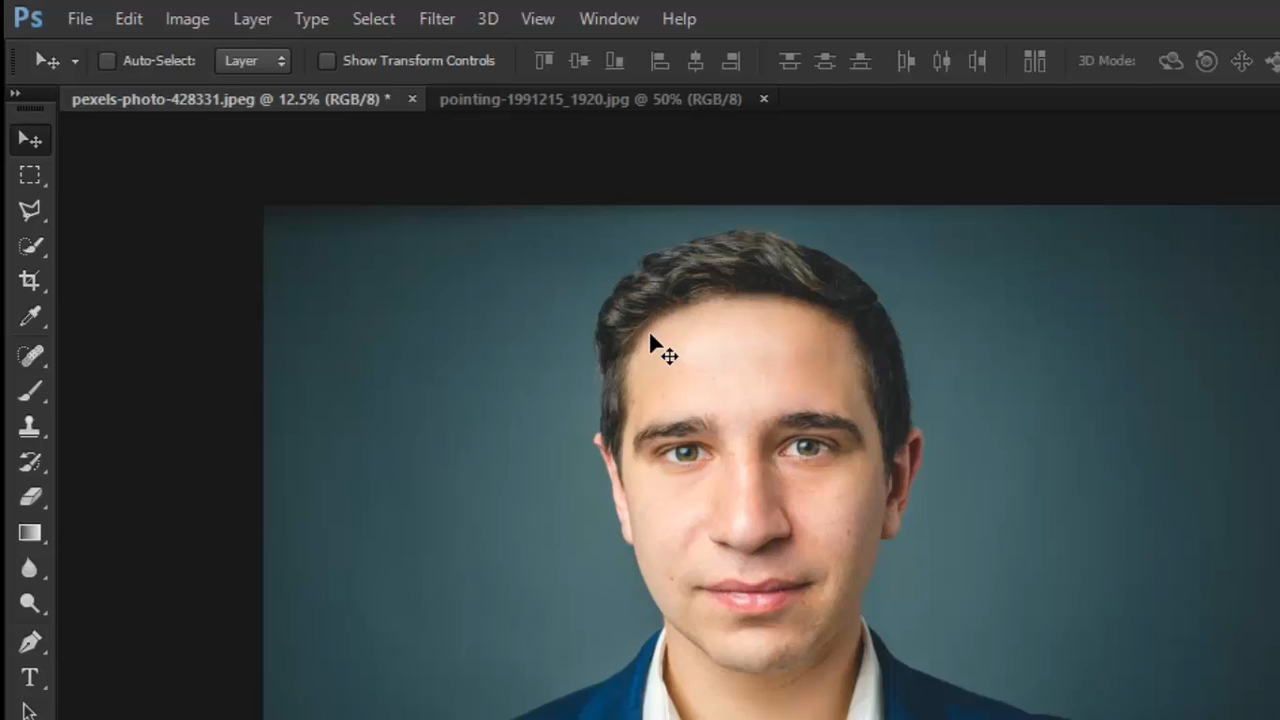 Ps File Edit Image Layer Type Select Filter 3D View Window Help
Auto-Select: Layer Show Transform Controls 3D Mode:
pexels-photo-428331.jpeg @ 12.5% (RGB/8) * × pointing-1991215_1920.jpg @ 50% (RGB/8) ×
T